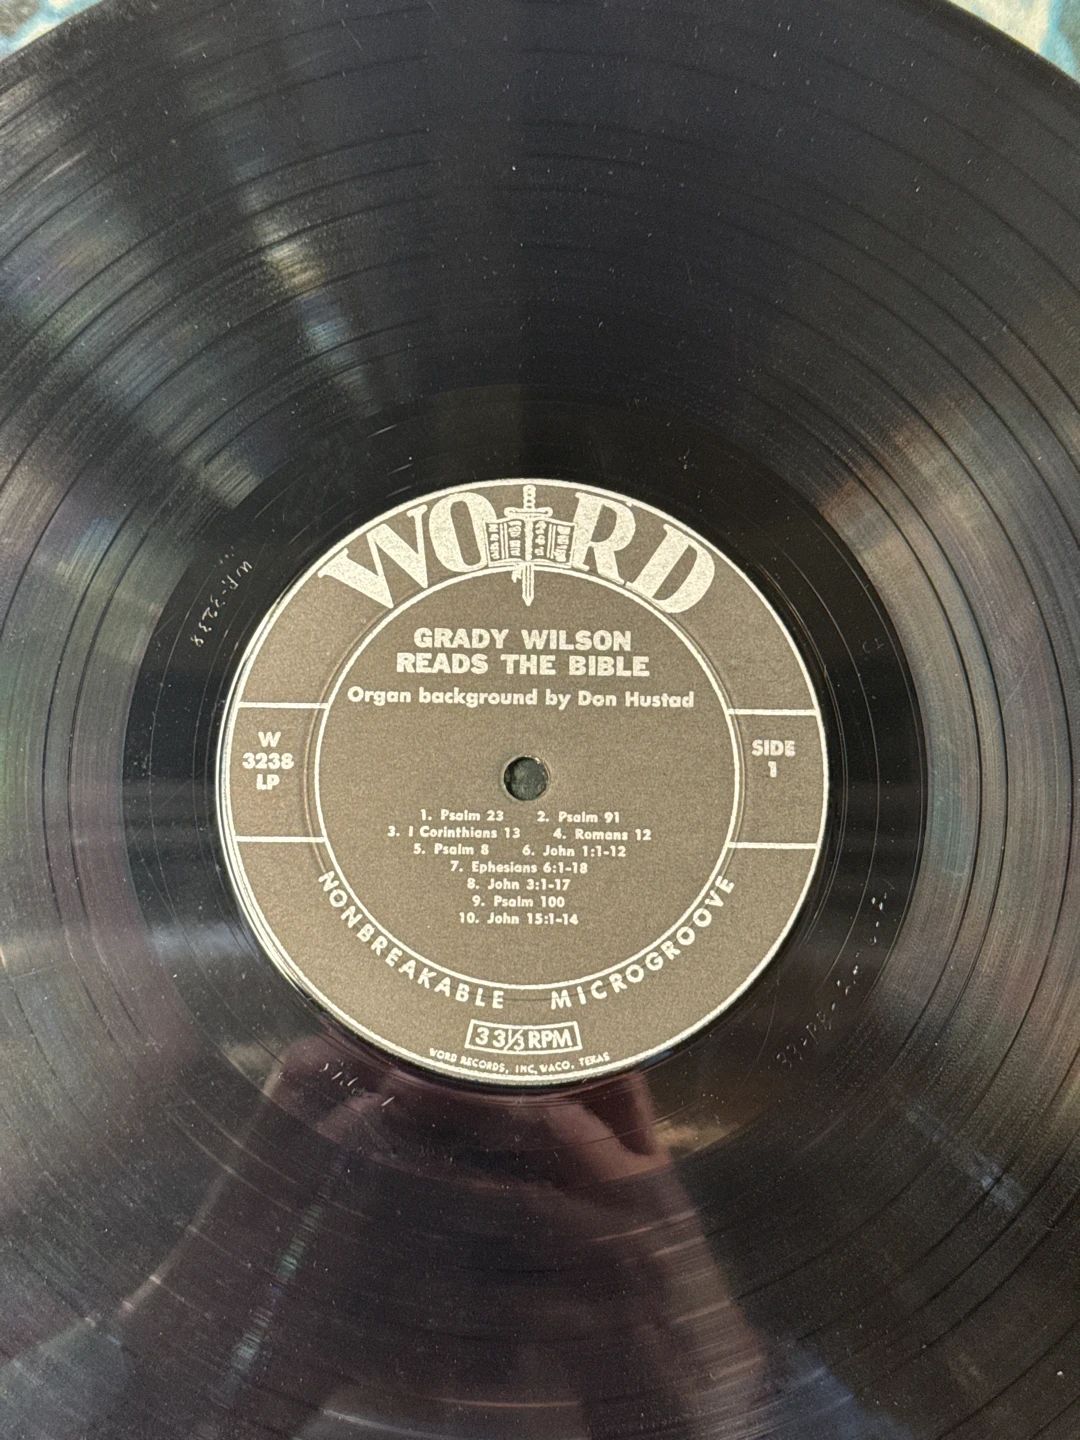 WORD
GRADY WILSON
READS THE BIBLE
Organ background by Don Hustad
W
3238
LP
SIDE
1
1. Psalm 23 2. Psalm 91
3. I Corinthians 13 4. Romans 12
5. Psalm 8 6. John 1:1-12
7. Ephesians 6:1-18
8. John 3:1-17
9. Psalm 100
10. John 15:1-14
NONBREAKABLE MICROGROOVE
33⅓ RPM
WORD RECORDS, INC, WACO, TEXAS